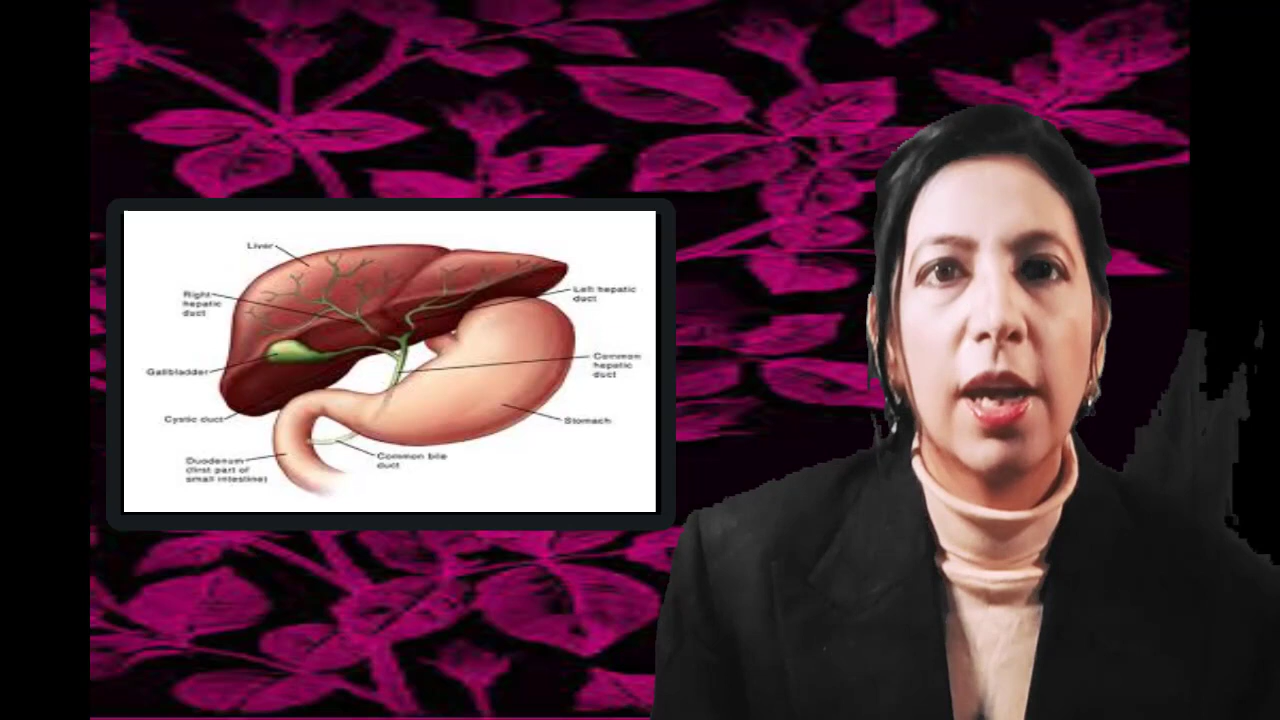 Liver
Right
hepatic
duct
Left hepatic
duct
Gallbladder
Common
hepatic
duct
Cystic duct
Stomach
Duodenum
(first part of
small intestine)
Common bile
duct